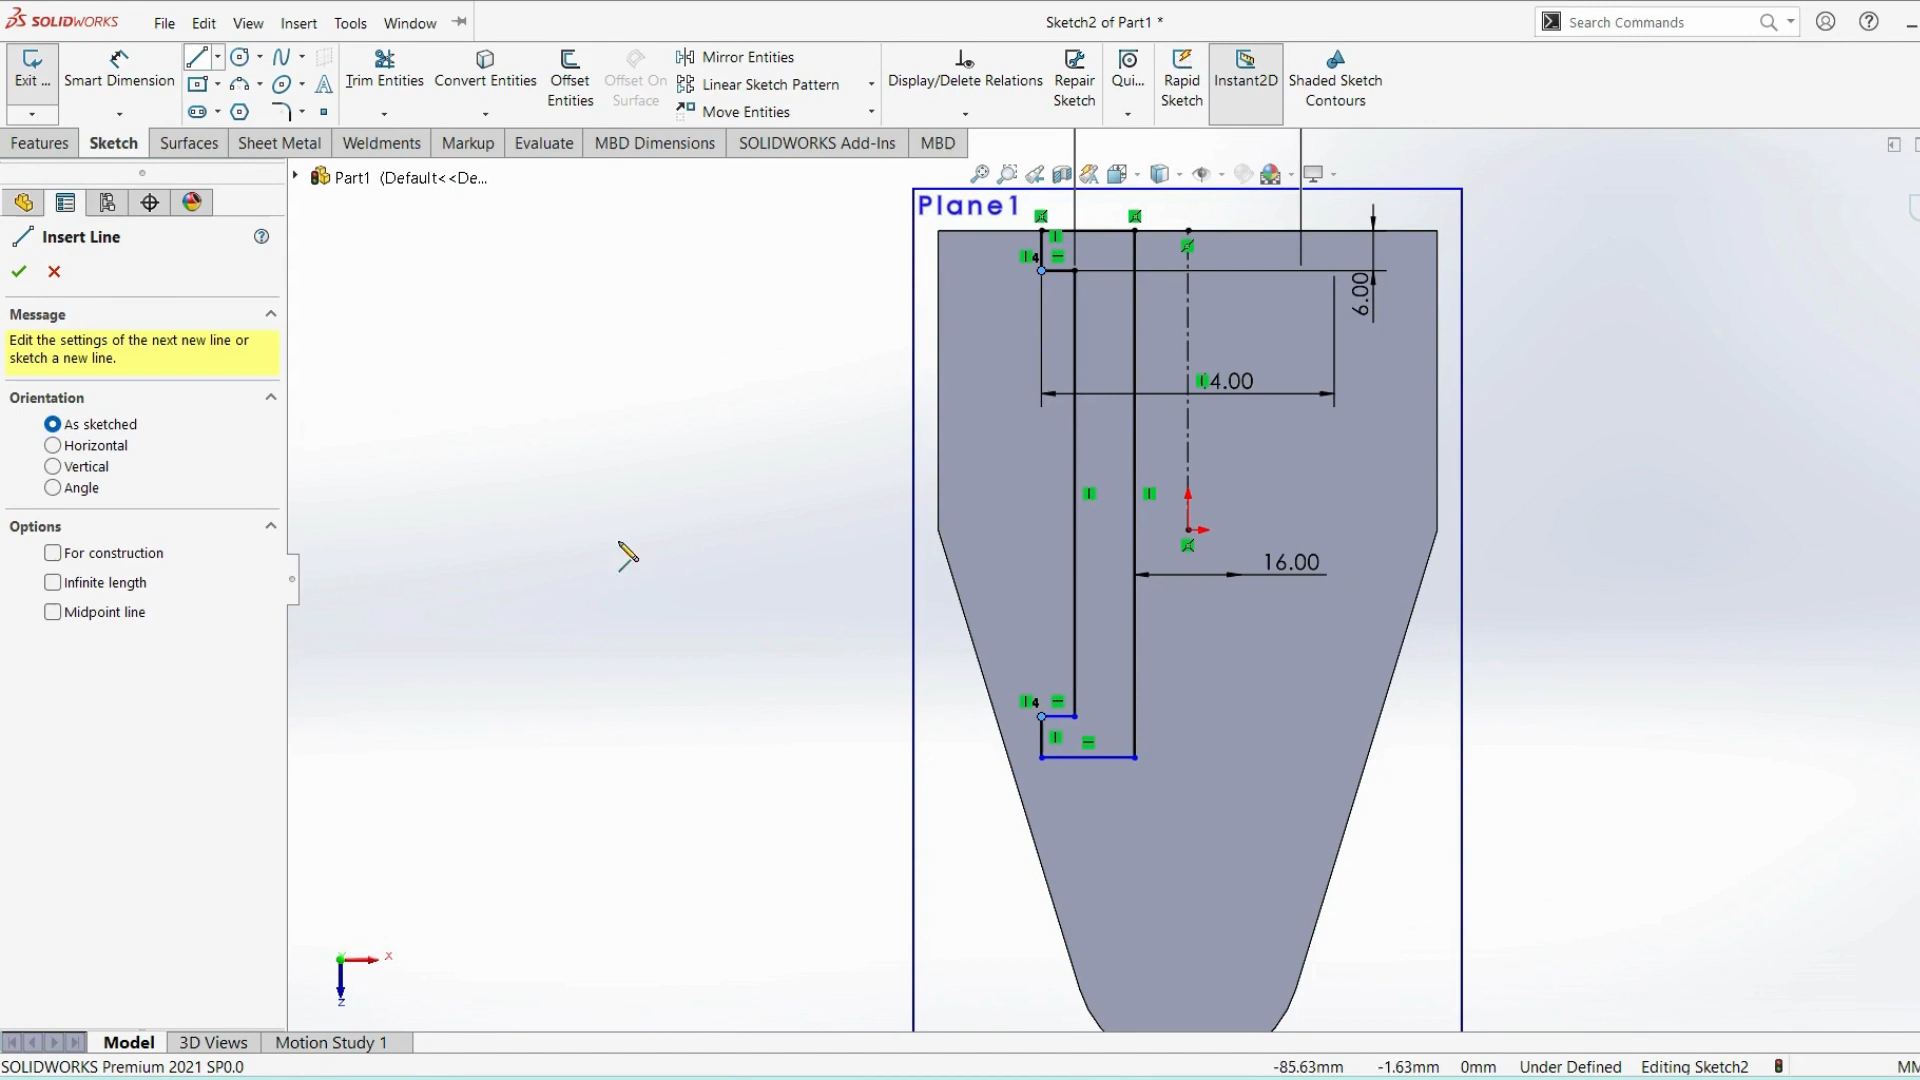 SOLIDWORKS
File Edit View Insert Tools Window
Sketch2 of Part1 *
Search Commands
Exit ...
Smart Dimension
Trim Entities
Convert Entities
Offset Entities
Offset On Surface
Mirror Entities
Linear Sketch Pattern
Move Entities
Display/Delete Relations
Repair Sketch
Qui...
Rapid Sketch
Instant2D
Shaded Sketch Contours
Features Sketch Surfaces Sheet Metal Weldments Markup Evaluate MBD Dimensions SOLIDWORKS Add-Ins MBD
Part1 (Default<<De...
Insert Line
Message
Edit the settings of the next new line or
sketch a new line.
Orientation
As sketched
Horizontal
Vertical
Angle
Options
For construction
Infinite length
Midpoint line
Plane1
4
6.00
4.00
16.00
4
X
Z
Model 3D Views Motion Study 1
SOLIDWORKS Premium 2021 SP0.0
-85.63mm -1.63mm 0mm Under Defined Editing Sketch2